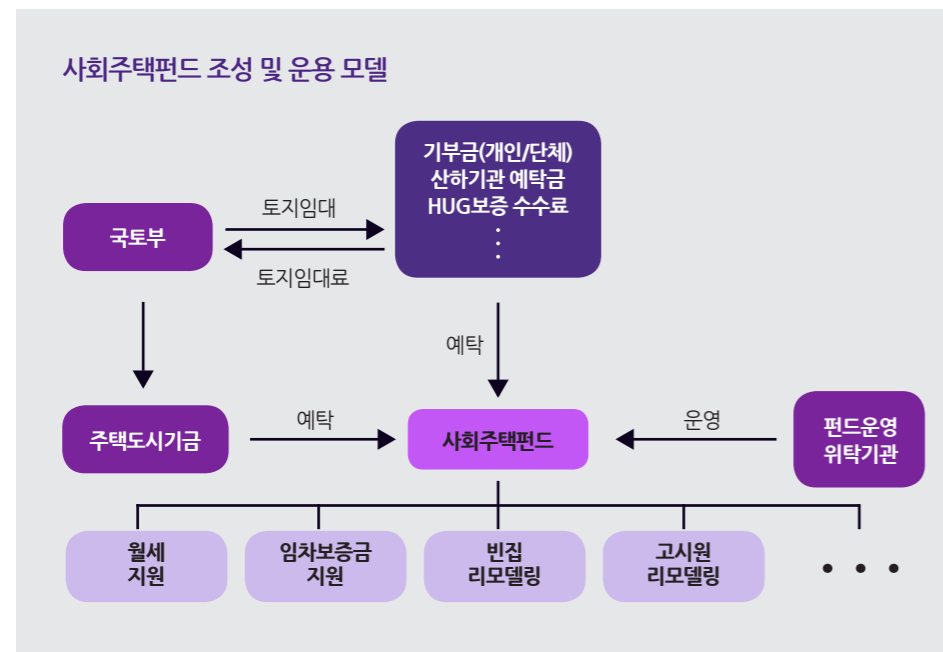 사회주택펀드 조성 및 운용 모델
기부금(개인/단체)
산하기관 예탁금
HUG보증 수수료
국토부
토지임대
토지임대료
예탁
주택도시기금
예탁
사회주택펀드
운영
펀드운영
위탁기관
월세
지원
임차보증금
지원
빈집
리모델링
고시원
리모델링
• • •